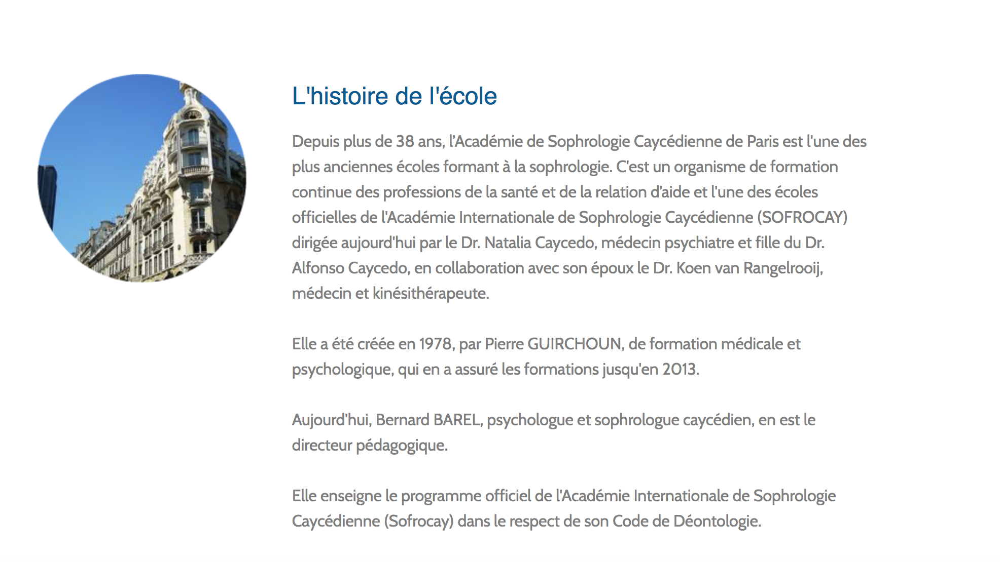 L'histoire de l'école
Depuis plus de 38 ans, l’Académie de Sophrologie Caycédienne de Paris est l'une des
plus anciennes écoles formant à la sophrologie. C'est un organisme de formation
continue des professions de la santé et de la relation d’aide et l'une des écoles
officielles de l'Académie Internationale de Sophrologie Caycédienne (SOFROCAY)
dirigée aujourd'hui par le Dr. Natalia Caycedo, médecin psychiatre et fille du Dr.
Alfonso Caycedo, en collaboration avec son époux le Dr. Koen van Rangelrooij,
médecin et kinésithérapeute.
Elle a été créée en 1978, par Pierre GUIRCHOUN, de formation médicale et
psychologique, qui en a assuré les formations jusqu'en 2013.
Aujourd'hui, Bernard BAREL, psychologue et sophrologue caycédien, en est le
directeur pédagogique.
Elle enseigne le programme officiel de l'Académie Internationale de Sophrologie
Caycédienne (Sofrocay) dans le respect de son Code de Déontologie.